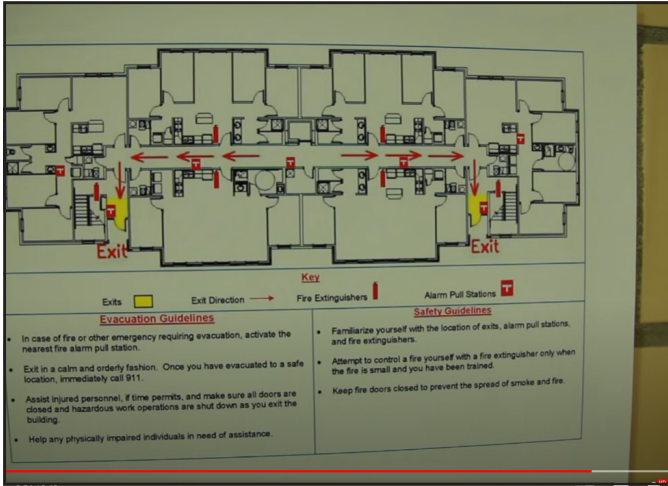 Exit
Exit
Key
Exits
Exit Direction
Fire Extinguishers
Alarm Pull Stations
Evacuation Guidelines
• In case of fire or other emergency requiring evacuation, activate the
nearest fire alarm pull station.
• Exit in a calm and orderly fashion. Once you have evacuated to a safe
location, immediately call 911.
• Assist injured personnel, if time permits, and make sure all doors are
closed and hazardous work operations are shut down as you exit the
building.
• Help any physically impaired individuals in need of assistance.
Safety Guidelines
• Familiarize yourself with the location of exits, alarm pull stations,
and fire extinguishers.
• Attempt to control a fire yourself with a fire extinguisher only when
the fire is small and you have been trained.
• Keep fire doors closed to prevent the spread of smoke and fire.